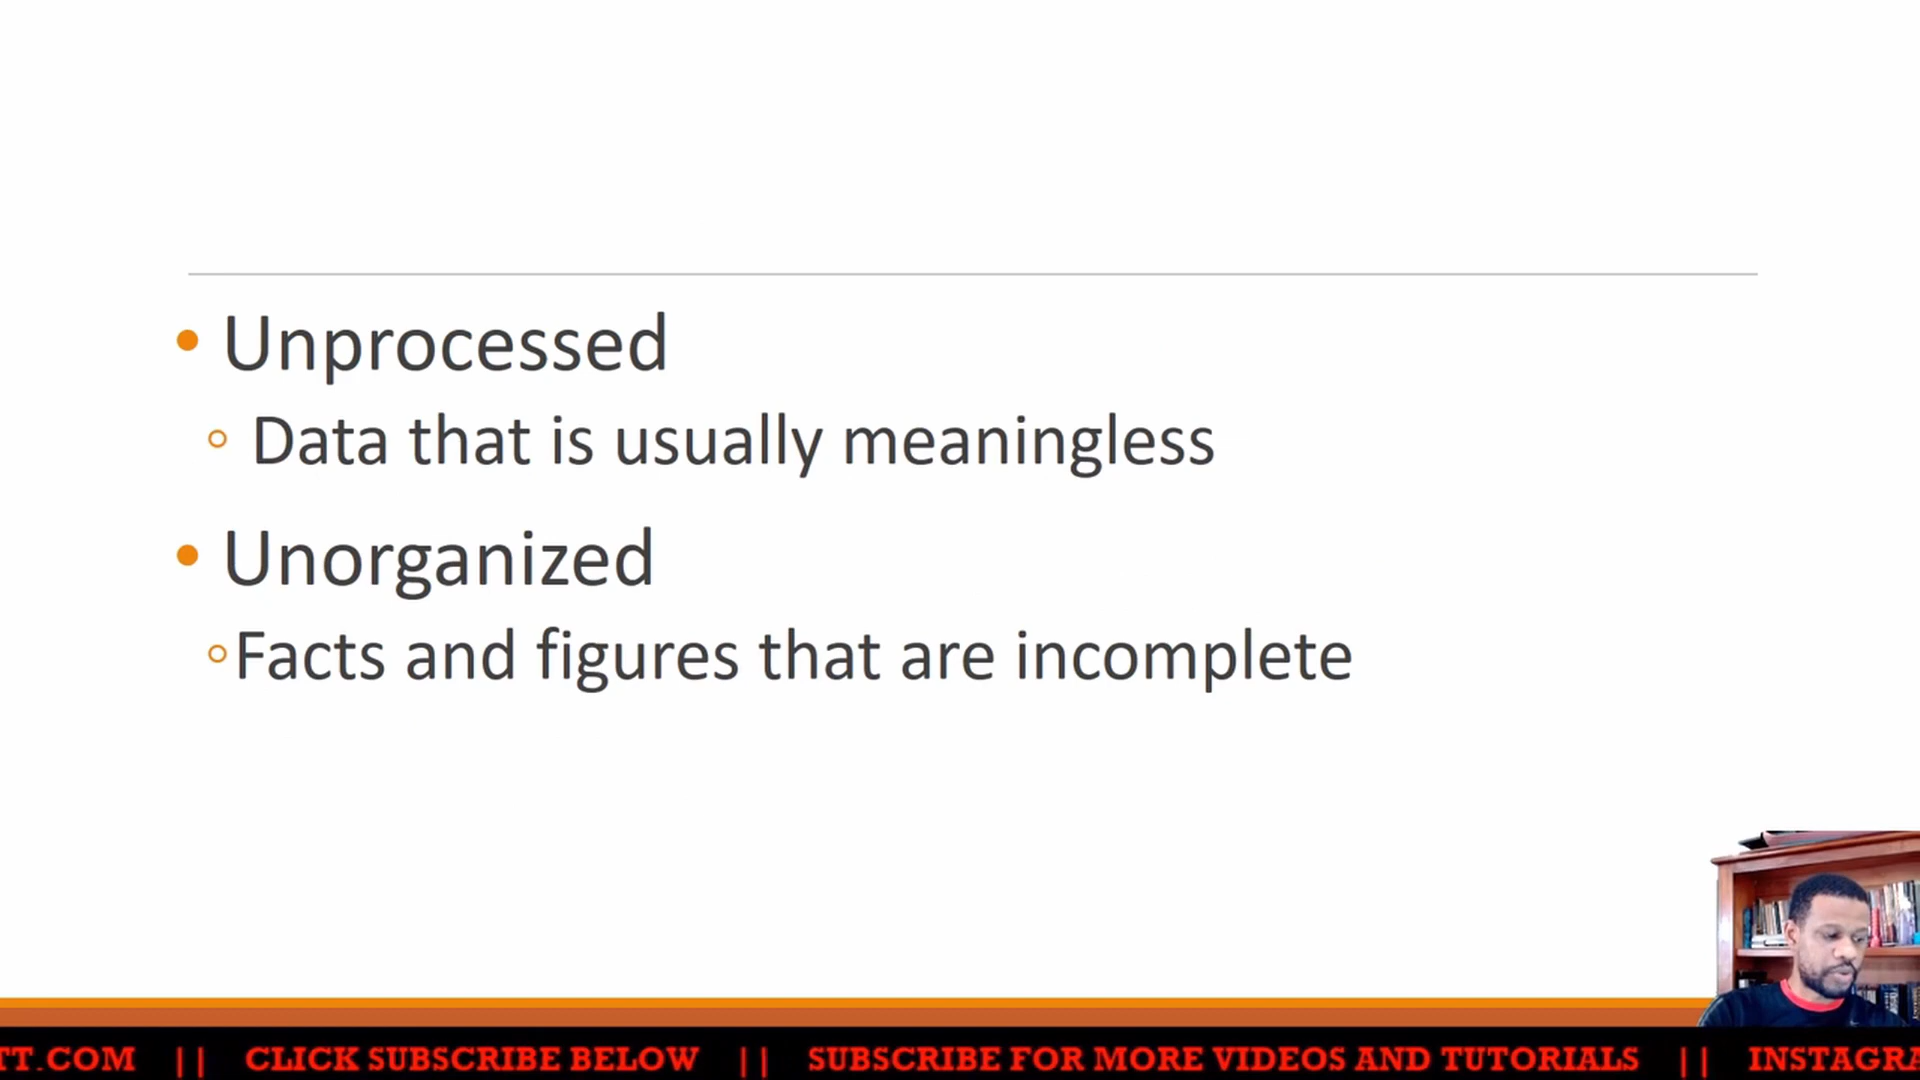 • Unprocessed
◦ Data that is usually meaningless
• Unorganized
◦Facts and figures that are incomplete
TT.COM || CLICK SUBSCRIBE BELOW || SUBSCRIBE FOR MORE VIDEOS AND TUTORIALS || INSTAGRA